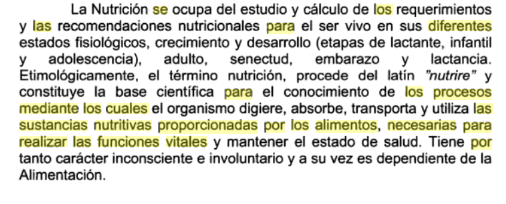 La Nutrición se ocupa del estudio y cálculo de los requerimientos
y las recomendaciones nutricionales para el ser vivo en sus diferentes
estados fisiológicos, crecimiento y desarrollo (etapas de lactante, infantil
y adolescencia), adulto, senectud, embarazo y lactancia.
Etimológicamente, el término nutrición, procede del latín "nutrire" y
constituye la base científica para el conocimiento de los procesos
mediante los cuales el organismo digiere, absorbe, transporta y utiliza las
sustancias nutritivas proporcionadas por los alimentos, necesarias para
realizar las funciones vitales y mantener el estado de salud. Tiene por
tanto carácter inconsciente e involuntario y a su vez es dependiente de la
Alimentación.